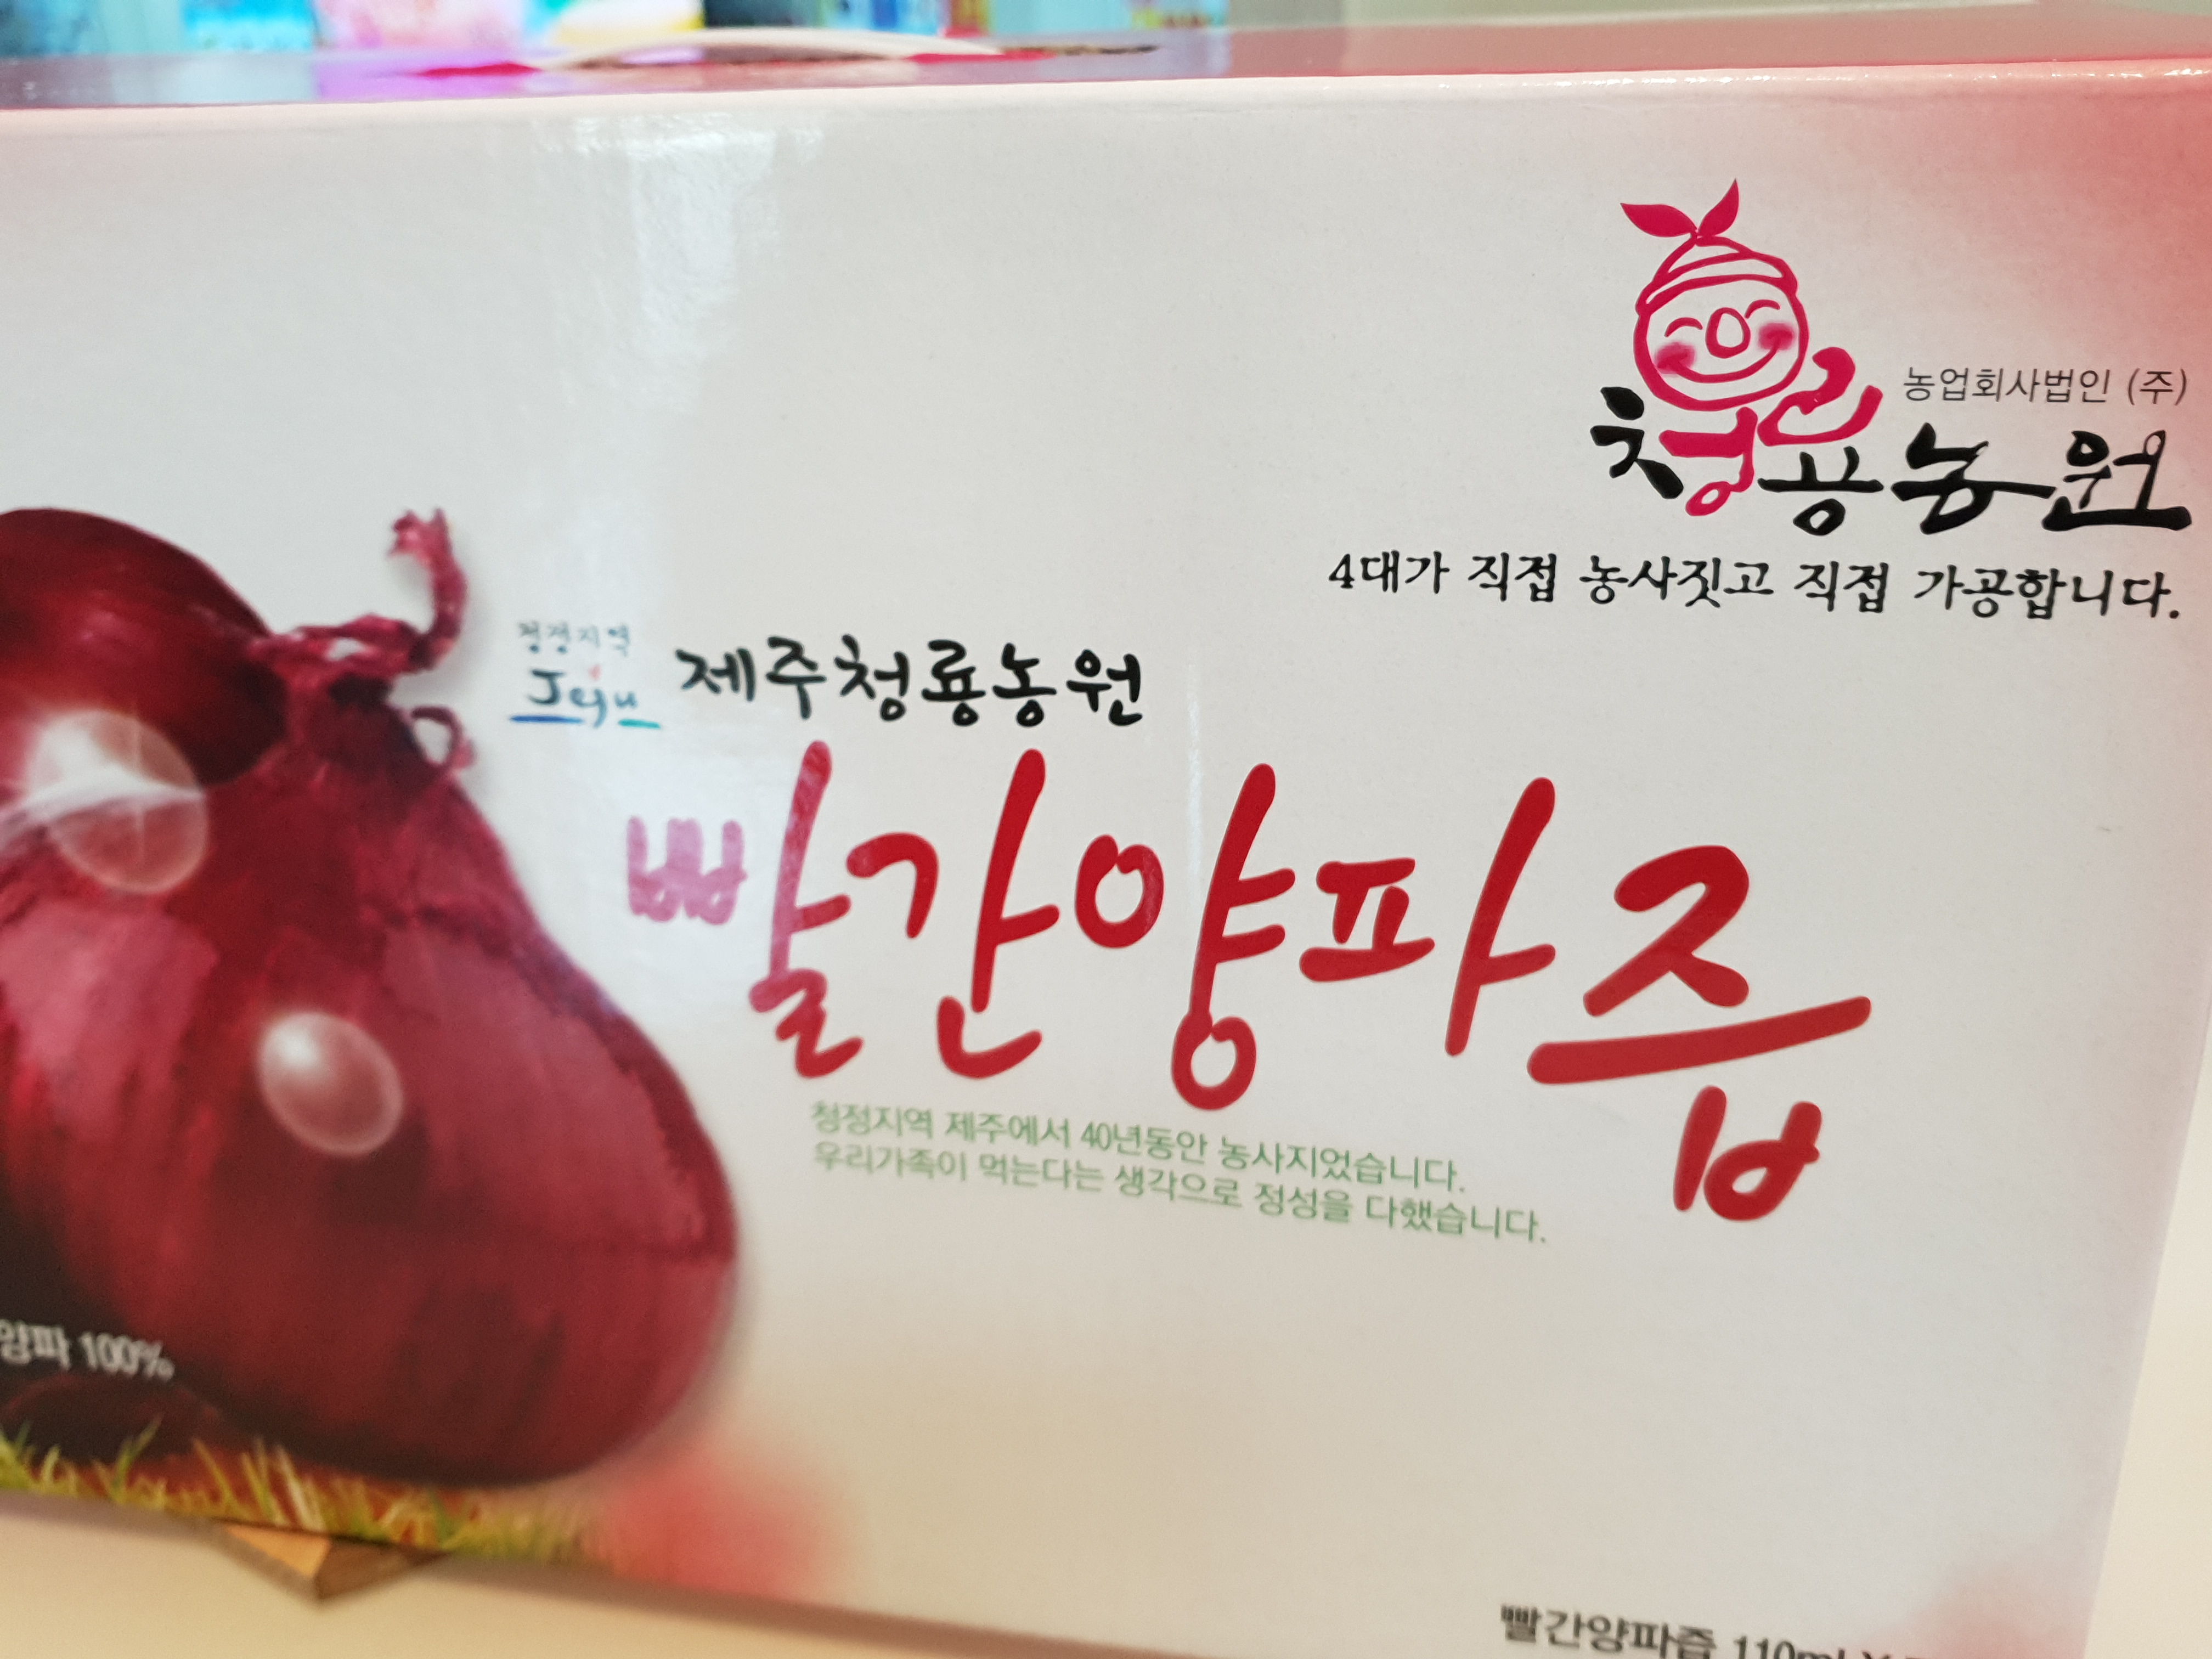 농업회사법인 (주)
청룡농원
4대가 직접 농사짓고 직접 가공합니다.
청정지역
Jeju
제주청룡농원
빨간양파즙
청정지역 제주에서 40년동안 농사지었습니다.
우리가족이 먹는다는 생각으로 정성을 다했습니다.
양파 100%
빨간양파즙 110ml X